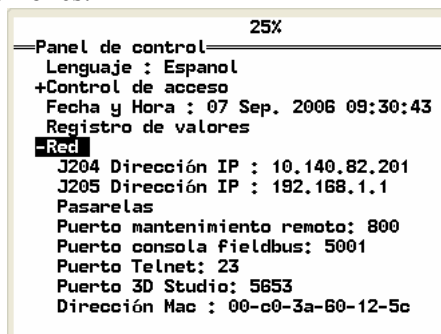 25%
Panel de control
Lenguaje : Espanol
+Control de acceso
Fecha y Hora : 07 Sep. 2006 09:30:43
Registro de valores
-Red
J204 Dirección IP : 10.140.82.201
J205 Dirección IP : 192.168.1.1
Pasarelas
Puerto mantenimiento remoto: 800
Puerto consola fieldbus: 5001
Puerto Telnet: 23
Puerto 3D Studio: 5653
Dirección Mac : 00-c0-3a-60-12-5c